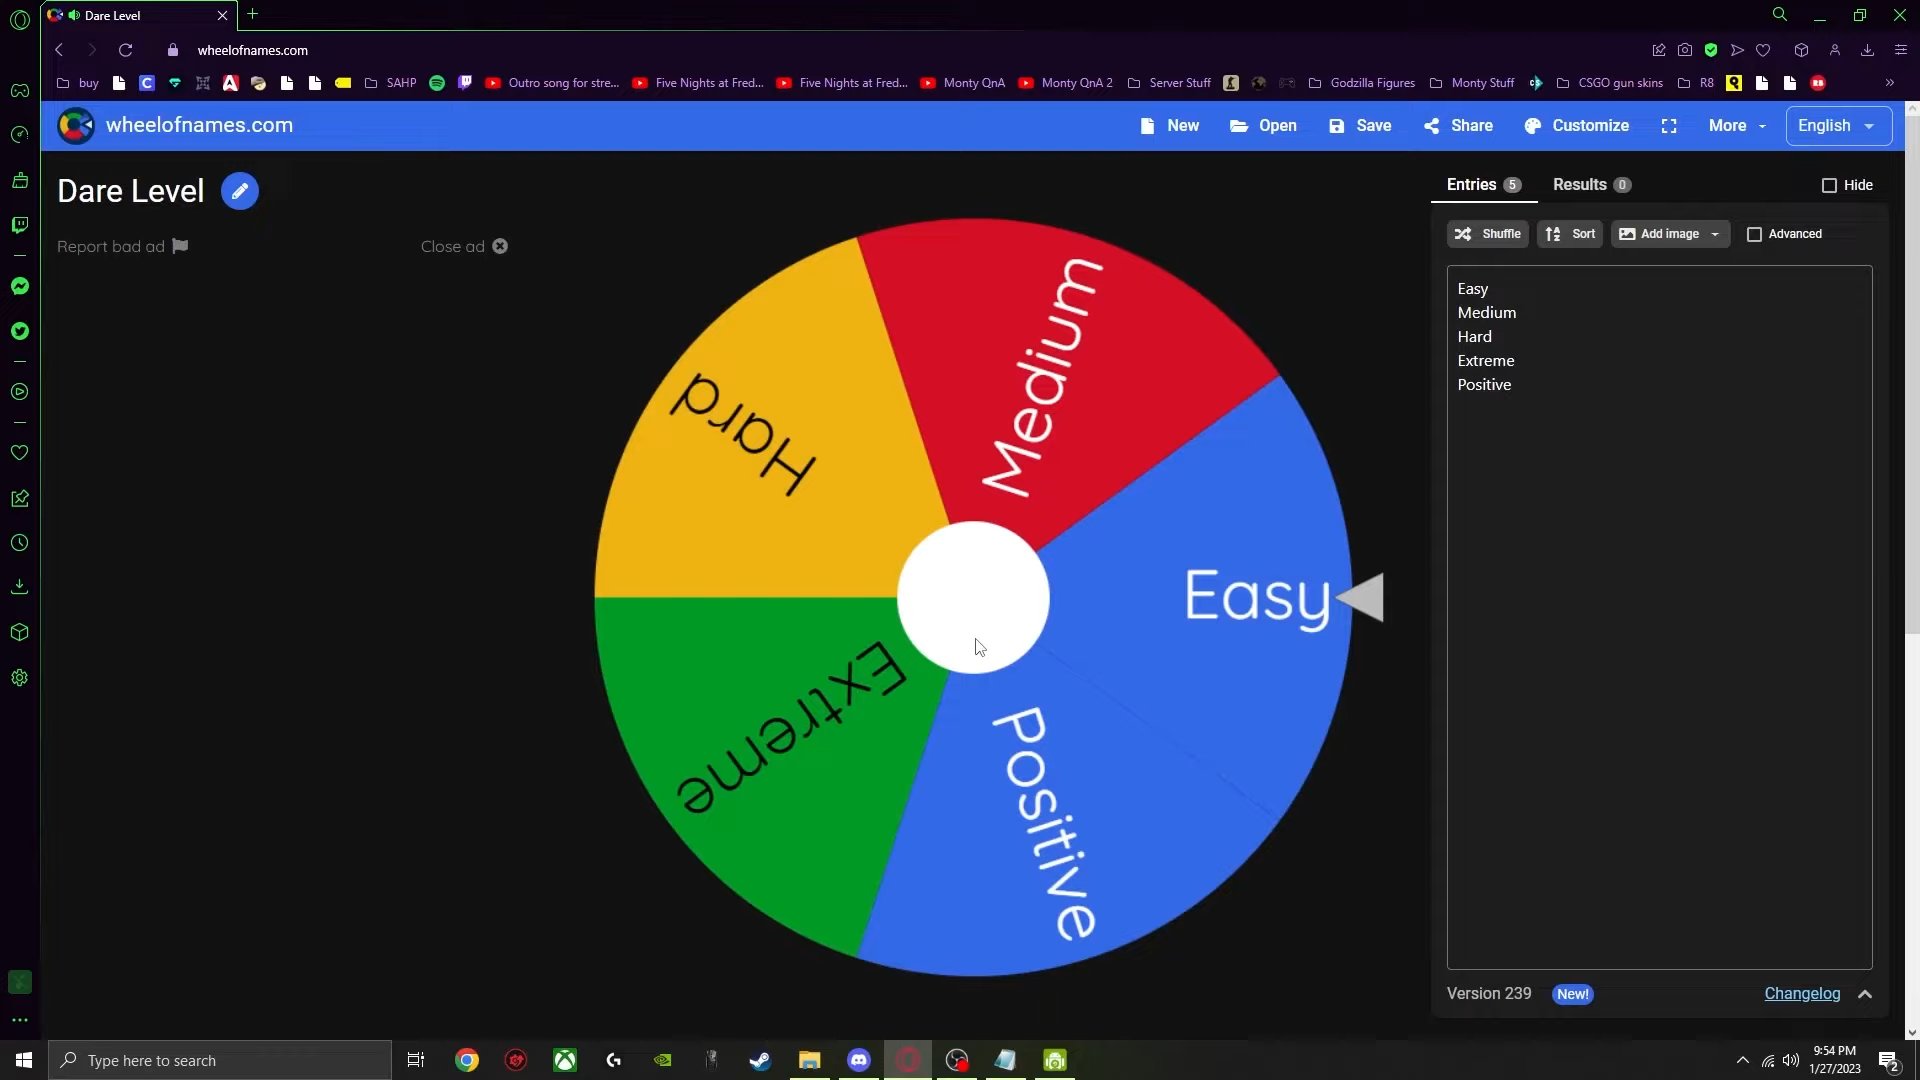 Dare Level
wheelofnames.com
buy
SAHP
Outro song for stre...
Five Nights at Fred...
Five Nights at Fred...
Monty QnA
Monty QnA 2
Server Stuff
Godzilla Figures
Monty Stuff
CSGO gun skins
R8
»
wheelofnames.com
New
Open
Save
Share
Customize
More
English
Dare Level
Report bad ad
Close ad
Entries 5
Results 0
Hide
Shuffle
Sort
Add image
Advanced
Easy
Medium
Hard
Extreme
Positive
Medium
Hard
Easy
Extreme
Positive
Version 239
New!
Changelog
Type here to search
9:54 PM
1/27/2023
2